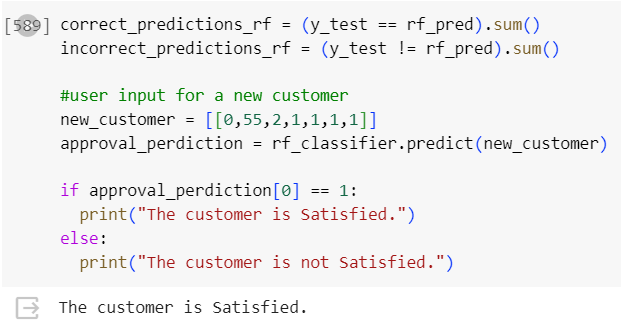 [589] correct_predictions_rf = (y_test == rf_pred).sum()
incorrect_predictions_rf = (y_test != rf_pred).sum()
#user input for a new customer
new_customer = [[0,55,2,1,1,1,1]]
approval_perdiction = rf_classifier.predict(new_customer)
if approval_perdiction[0] == 1:
print("The customer is Satisfied.")
else:
print("The customer is not Satisfied.")
The customer is Satisfied.